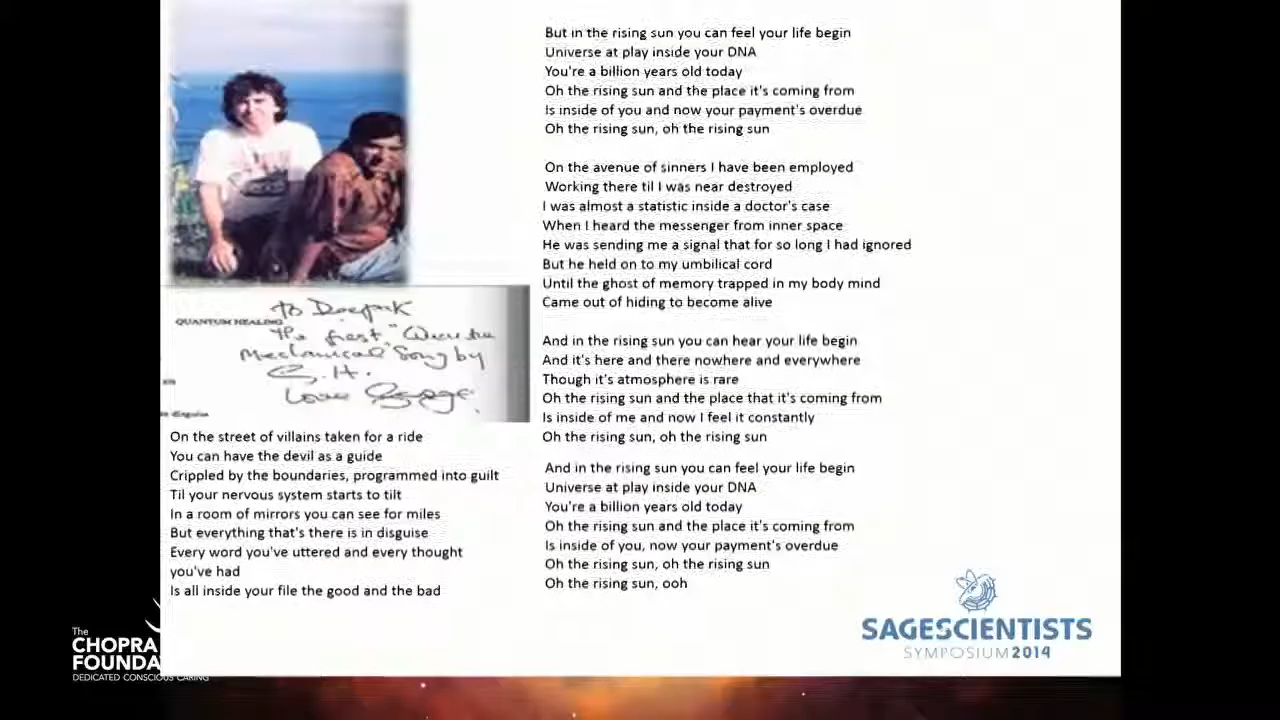 QUANTUM HEALING
to Deepak
The first "Quantum
Mechanical" Song by
G.H.
Love George
disguise
On the street of villains taken for a ride
You can have the devil as a guide
Crippled by the boundaries, programmed into guilt
Til your nervous system starts to tilt
In a room of mirrors you can see for miles
But everything that's there is in disguise
Every word you've uttered and every thought
you've had
Is all inside your file the good and the bad
But in the rising sun you can feel your life begin
Universe at play inside your DNA
You're a billion years old today
Oh the rising sun and the place it's coming from
Is inside of you and now your payment's overdue
Oh the rising sun, oh the rising sun
On the avenue of sinners I have been employed
Working there til I was near destroyed
I was almost a statistic inside a doctor's case
When I heard the messenger from inner space
He was sending me a signal that for so long I had ignored
But he held on to my umbilical cord
Until the ghost of memory trapped in my body mind
Came out of hiding to become alive
And in the rising sun you can hear your life begin
And it's here and there nowhere and everywhere
Though it's atmosphere is rare
Oh the rising sun and the place that it's coming from
Is inside of me and now I feel it constantly
Oh the rising sun, oh the rising sun
And in the rising sun you can feel your life begin
Universe at play inside your DNA
You're a billion years old today
Oh the rising sun and the place it's coming from
Is inside of you, now your payment's overdue
Oh the rising sun, oh the rising sun
Oh the rising sun, ooh
SAGESCIENTISTS
SYMPOSIUM 2014
The
CHOPRA
FOUNDA
DEDICATED CONSCIOUS CARING